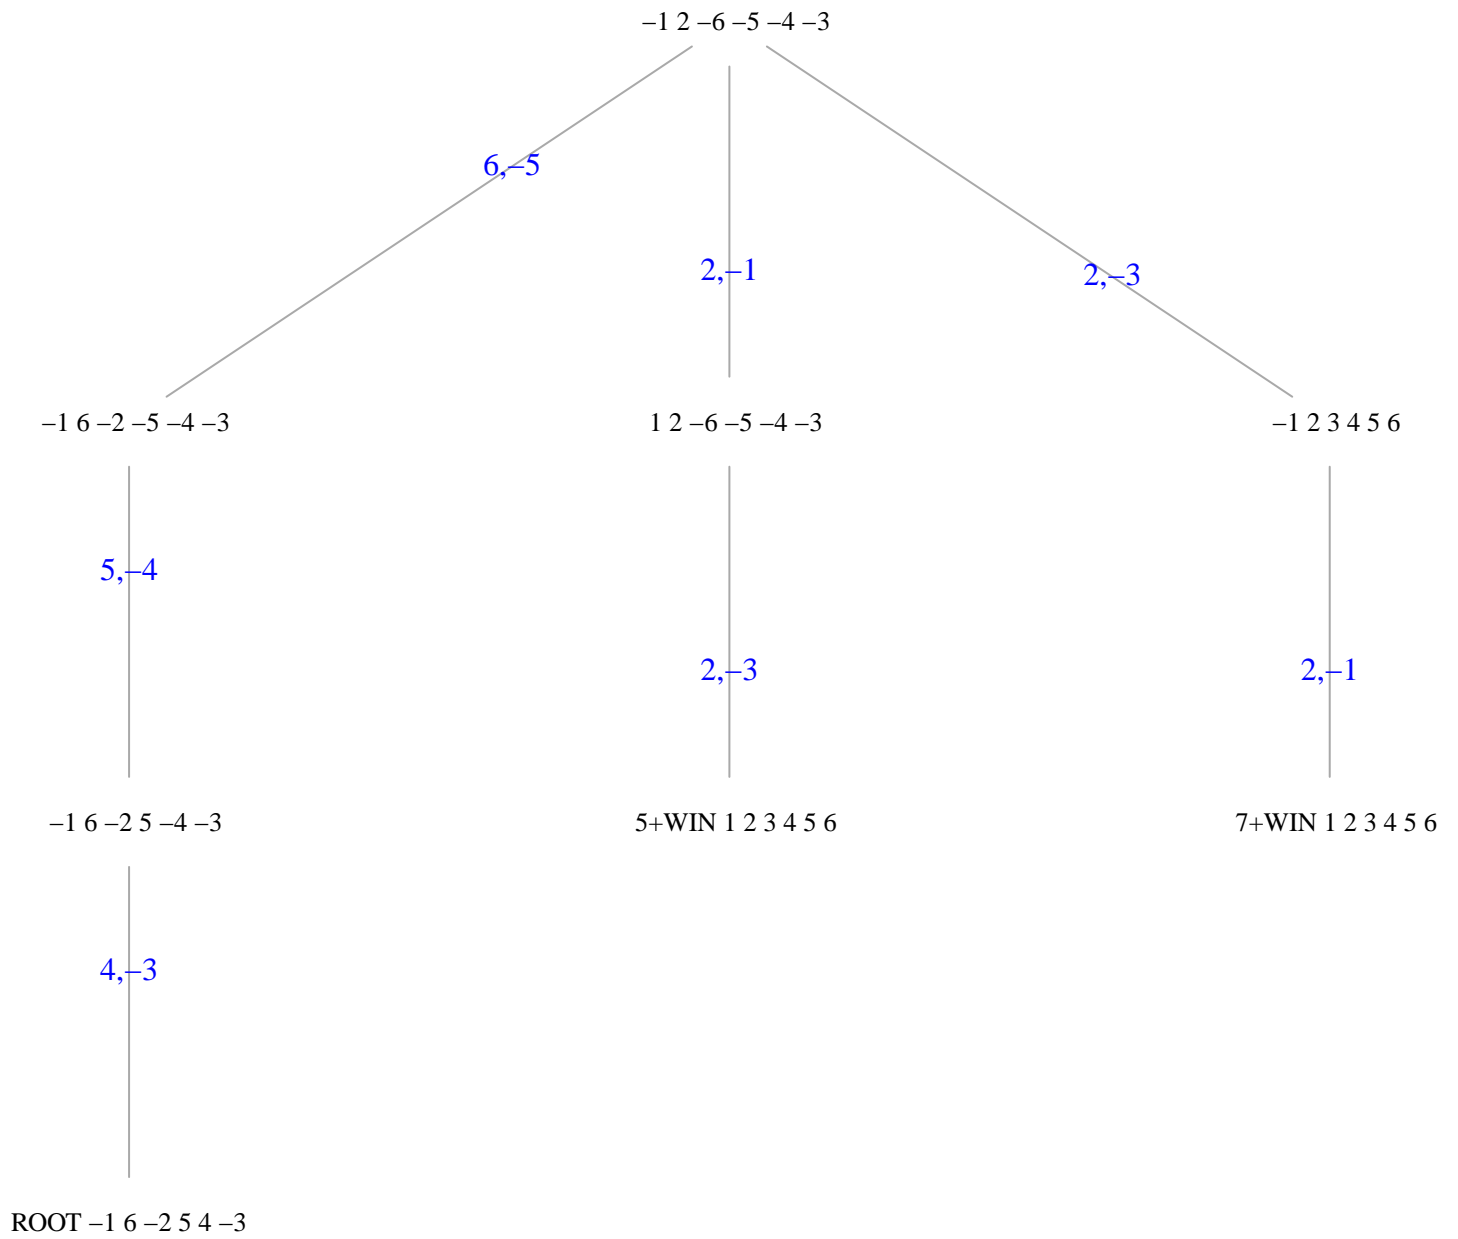 –1 2 –6 –5 –4 –3
6,–5
2,–1
2,–3
–1 6 –2 –5 –4 –3
1 2 –6 –5 –4 –3
–1 2 3 4 5 6
5,–4
2,–3
2,–1
–1 6 –2 5 –4 –3
5+WIN 1 2 3 4 5 6
7+WIN 1 2 3 4 5 6
4,–3
ROOT –1 6 –2 5 4 –3